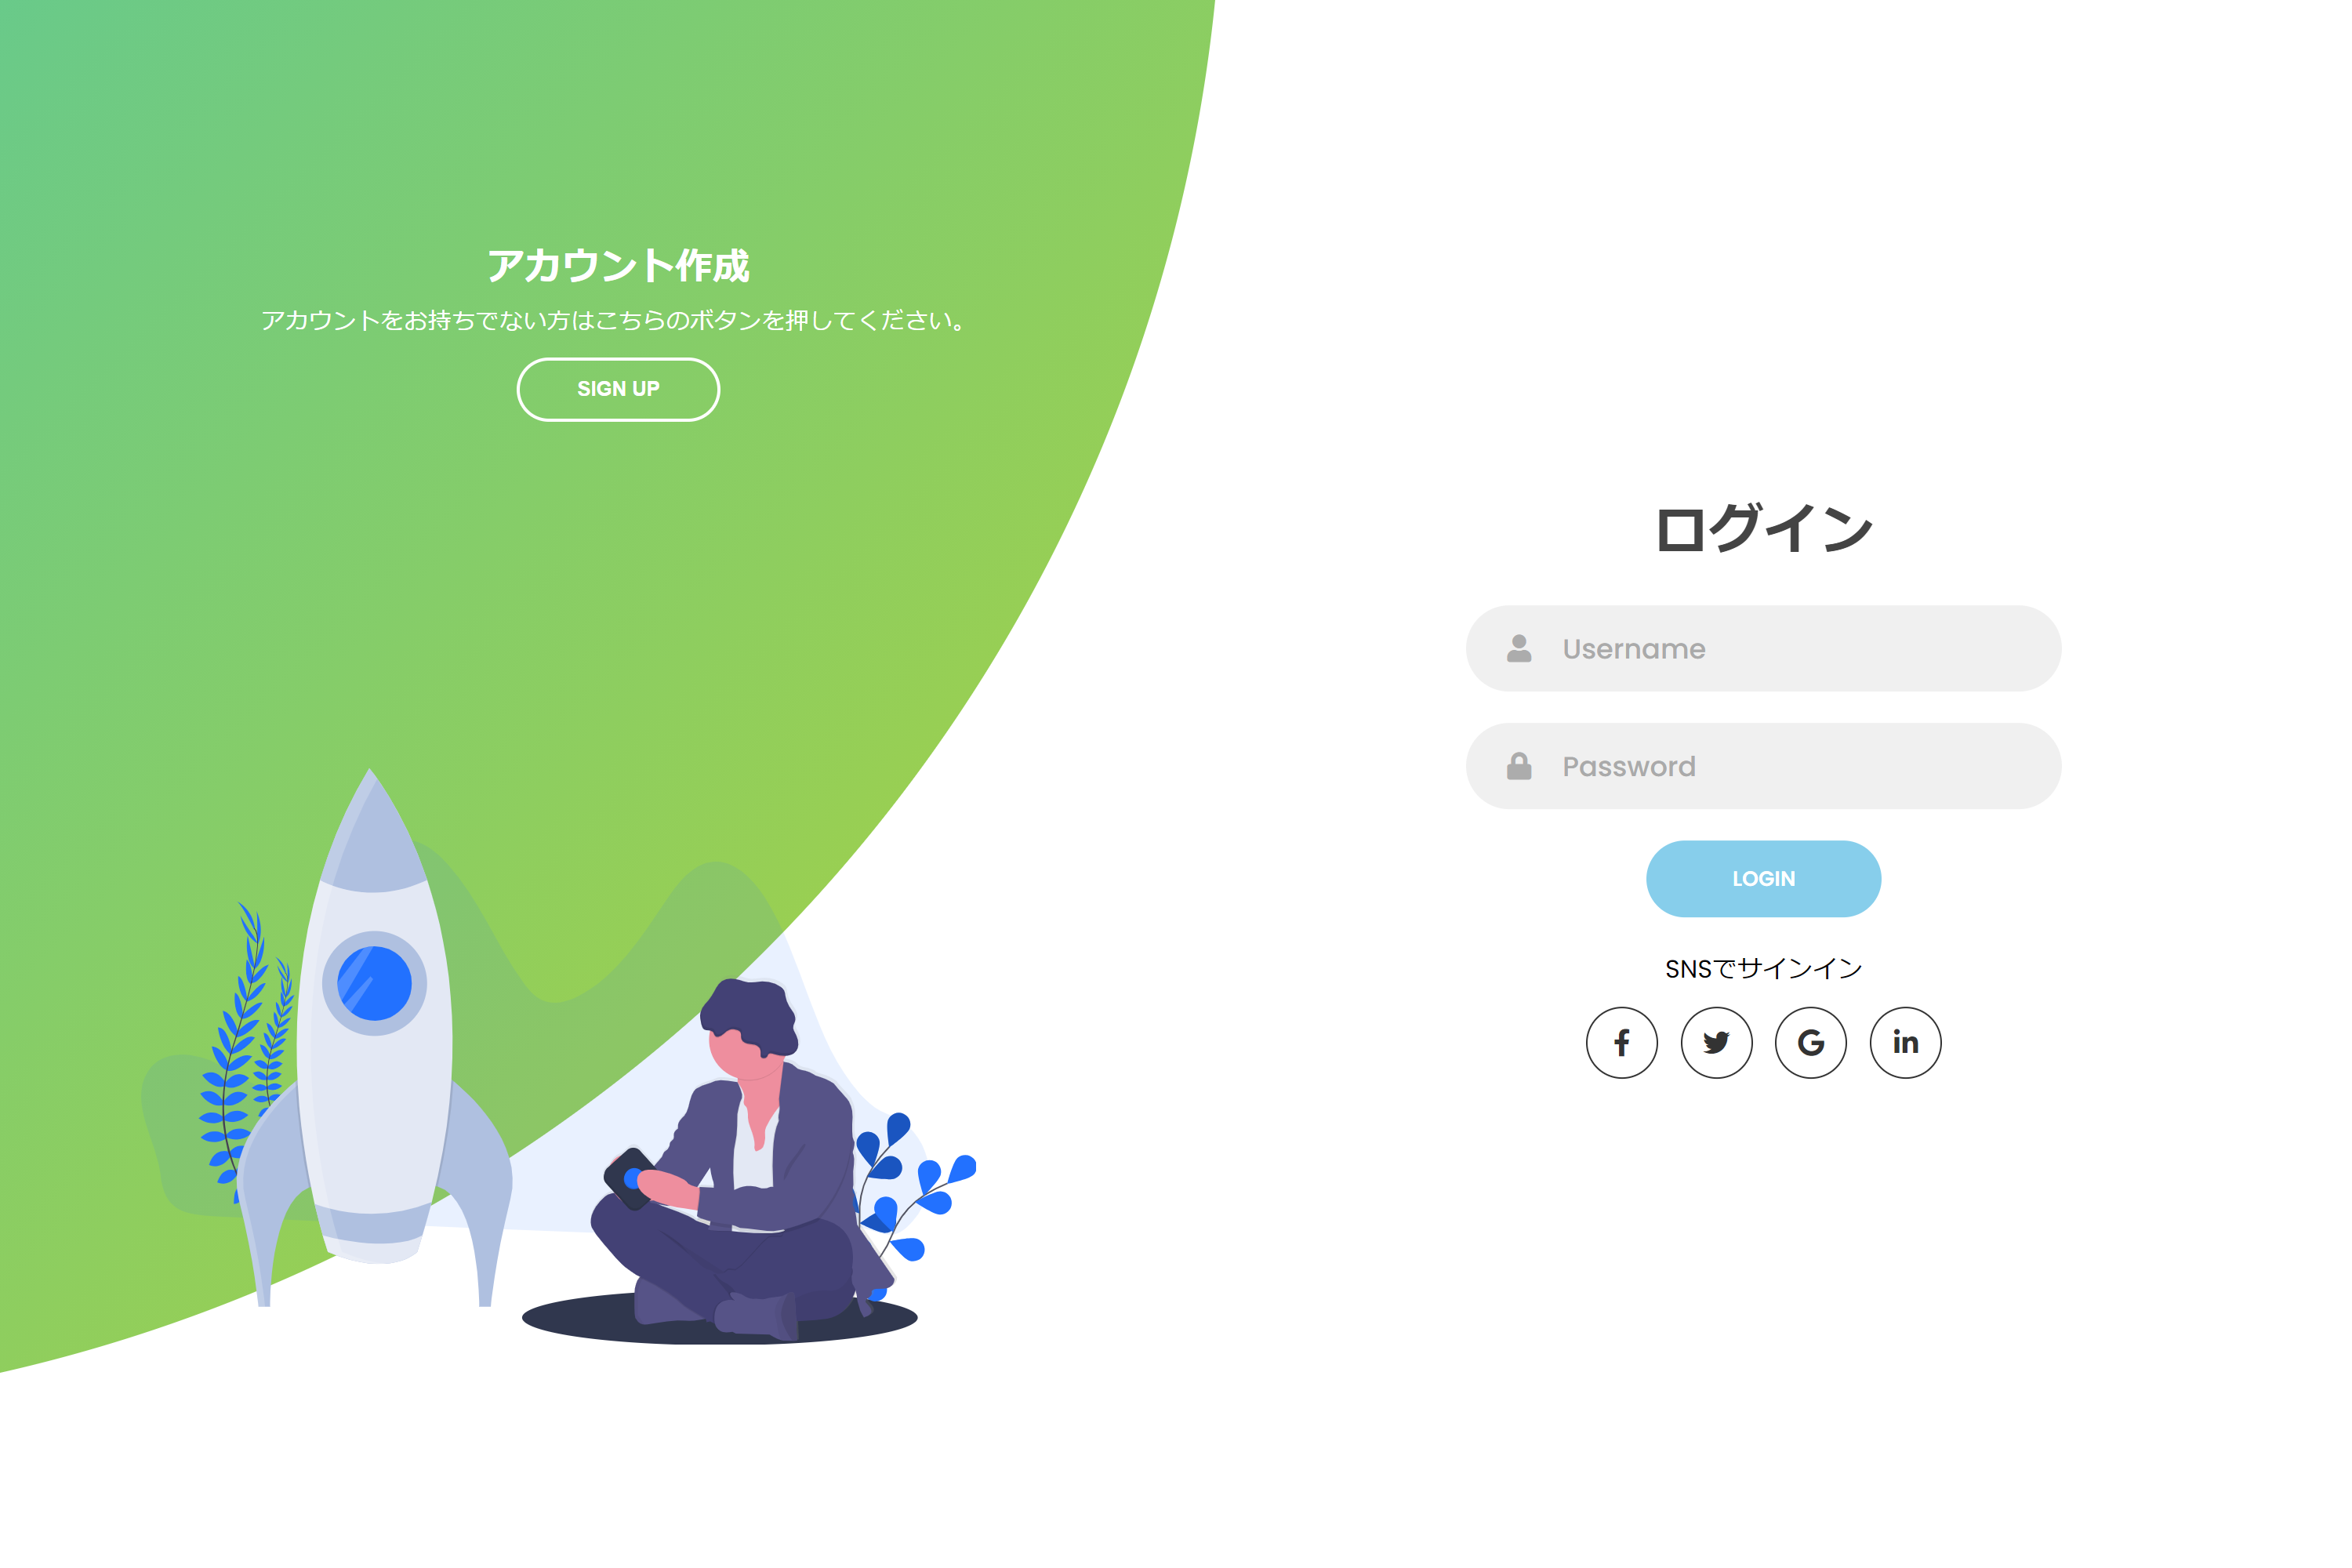 アカウント作成
アカウントをお持ちでない方はこちらのボタンを押してください。
SIGN UP
ログイン
Username
Password
LOGIN
SNSでサインイン